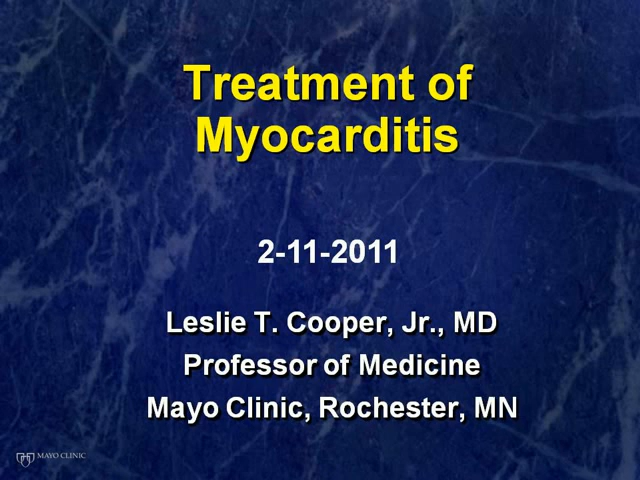 Treatment of
Myocarditis
2-11-2011
Leslie T. Cooper, Jr., MD
Professor of Medicine
Mayo Clinic, Rochester, MN
MAYO CLINIC